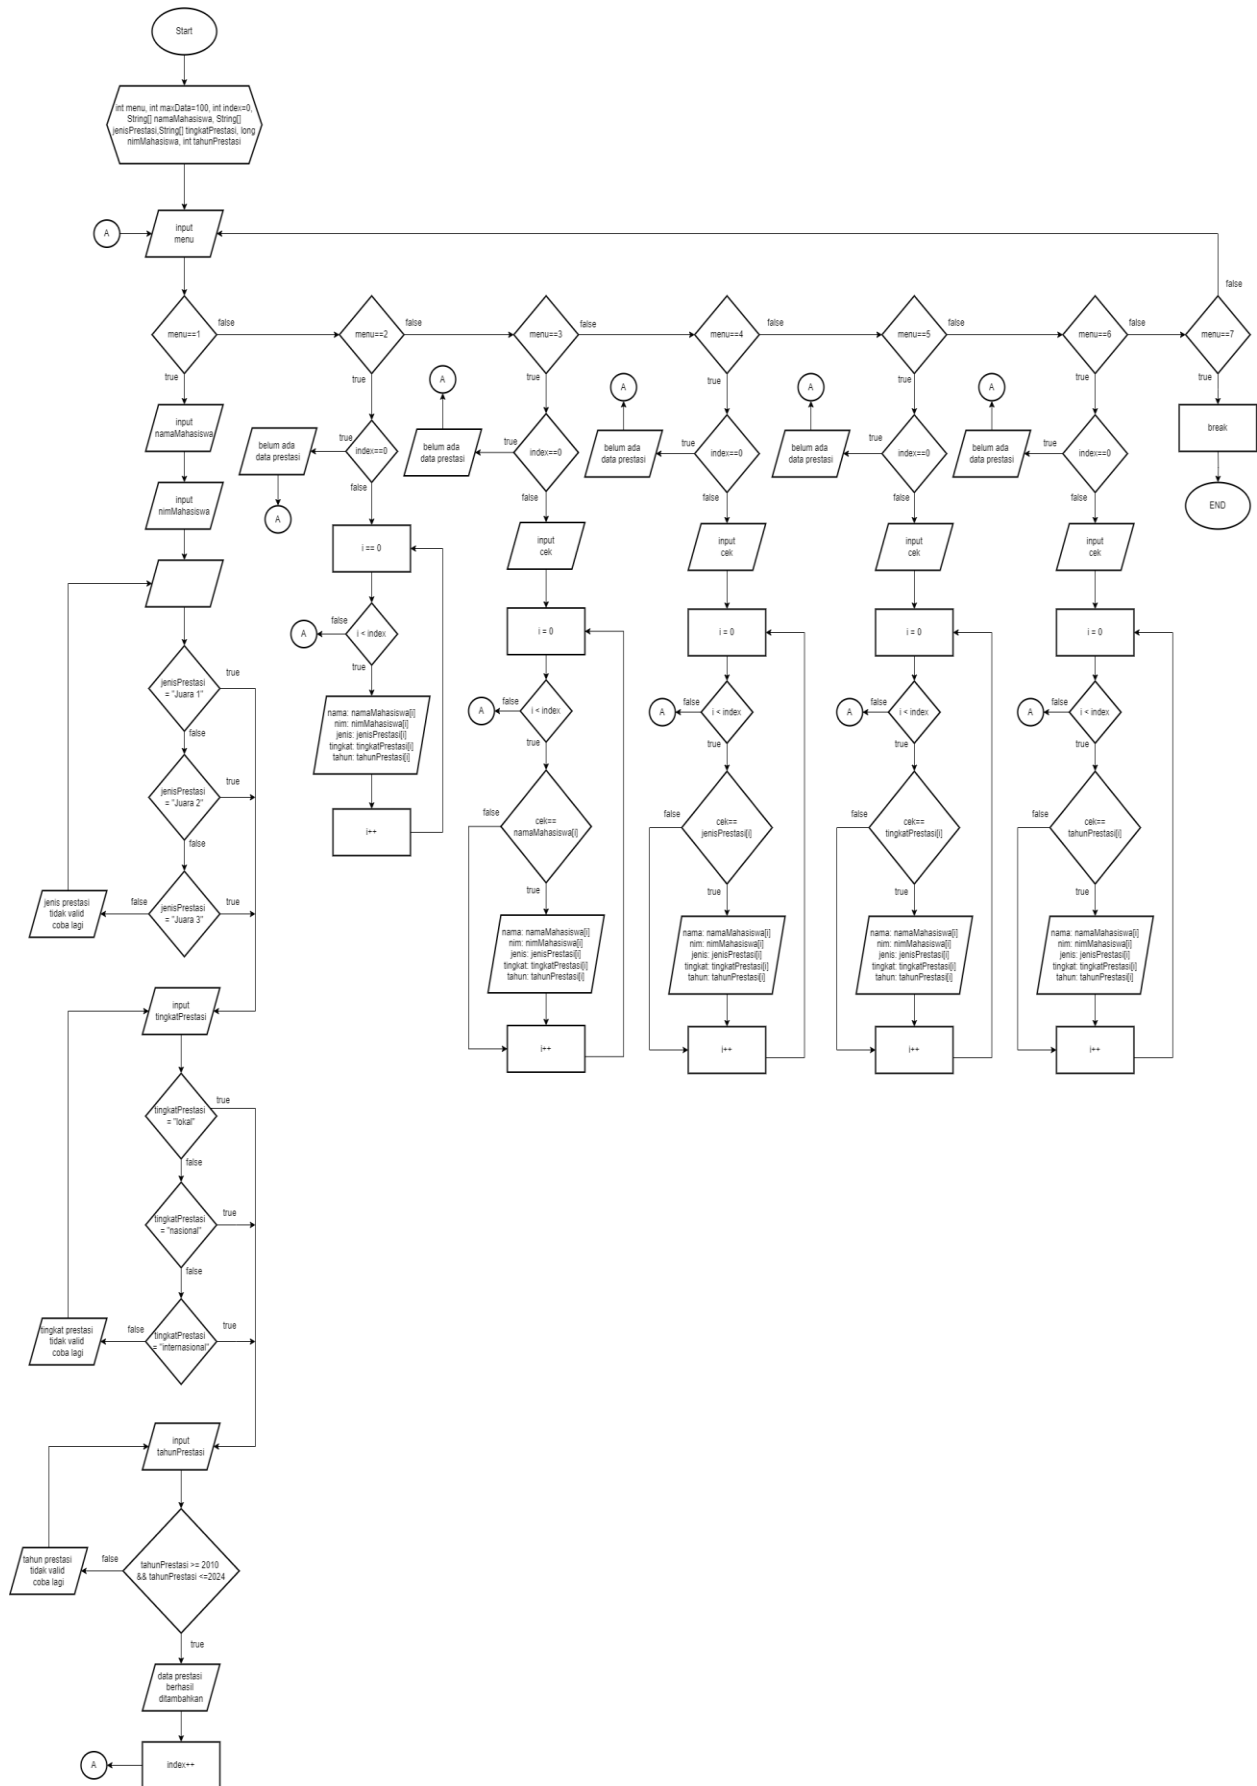 Start
int menu, int maxData=100, int index=0,
String[] namaMahasiswa, String[]
jenisPrestasi,String[] tingkatPrestasi, long
nimMahasiswa, int tahunPrestasi
A
input
menu
false
menu==1
false
menu==2
false
menu==3
false
menu==4
false
menu==5
false
menu==6
false
menu==7
true
true
true
true
true
true
true
input
namaMahasiswa
belum ada
data prestasi
true
index==0
false
A
A
belum ada
data prestasi
true
index==0
false
A
belum ada
data prestasi
true
index==0
false
A
belum ada
data prestasi
true
index==0
false
A
belum ada
data prestasi
true
index==0
false
break
END
input
nimMahasiswa
jenisPrestasi
= "Juara 1"
true
false
jenisPrestasi
= "Juara 2"
true
false
jenisPrestasi
= "Juara 3"
true
false
jenis prestasi
tidak valid
coba lagi
input
tingkatPrestasi
tingkatPrestasi
= "lokal"
true
false
tingkatPrestasi
= "nasional"
true
false
tingkatPrestasi
= "internasional"
true
false
tingkat prestasi
tidak valid
coba lagi
input
tahunPrestasi
tahunPrestasi >= 2010
&& tahunPrestasi <=2024
false
tahun prestasi
tidak valid
coba lagi
true
data prestasi
berhasil
ditambahkan
index++
A
i == 0
i < index
false
A
true
nama: namaMahasiswa[i]
nim: nimMahasiswa[i]
jenis: jenisPrestasi[i]
tingkat: tingkatPrestasi[i]
tahun: tahunPrestasi[i]
i++
input
cek
i = 0
i < index
false
A
true
cek==
namaMahasiswa[i]
false
true
nama: namaMahasiswa[i]
nim: nimMahasiswa[i]
jenis: jenisPrestasi[i]
tingkat: tingkatPrestasi[i]
tahun: tahunPrestasi[i]
i++
input
cek
i = 0
i < index
false
A
true
cek==
jenisPrestasi[i]
false
true
nama: namaMahasiswa[i]
nim: nimMahasiswa[i]
jenis: jenisPrestasi[i]
tingkat: tingkatPrestasi[i]
tahun: tahunPrestasi[i]
i++
input
cek
i = 0
i < index
false
A
true
cek==
tingkatPrestasi[i]
false
true
nama: namaMahasiswa[i]
nim: nimMahasiswa[i]
jenis: jenisPrestasi[i]
tingkat: tingkatPrestasi[i]
tahun: tahunPrestasi[i]
i++
input
cek
i = 0
i < index
false
A
true
cek==
tahunPrestasi[i]
false
true
nama: namaMahasiswa[i]
nim: nimMahasiswa[i]
jenis: jenisPrestasi[i]
tingkat: tingkatPrestasi[i]
tahun: tahunPrestasi[i]
i++